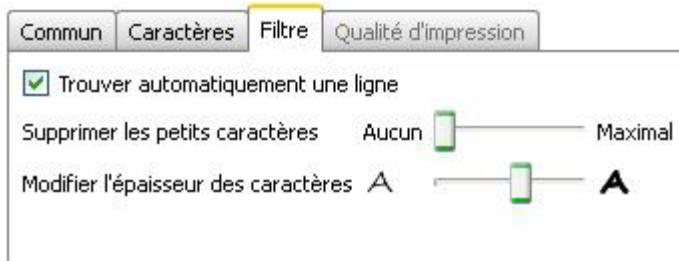 Commun Caractères Filtre Qualité d'impression
Trouver automatiquement une ligne
Supprimer les petits caractères Aucun Maximal
Modifier l'épaisseur des caractères A A